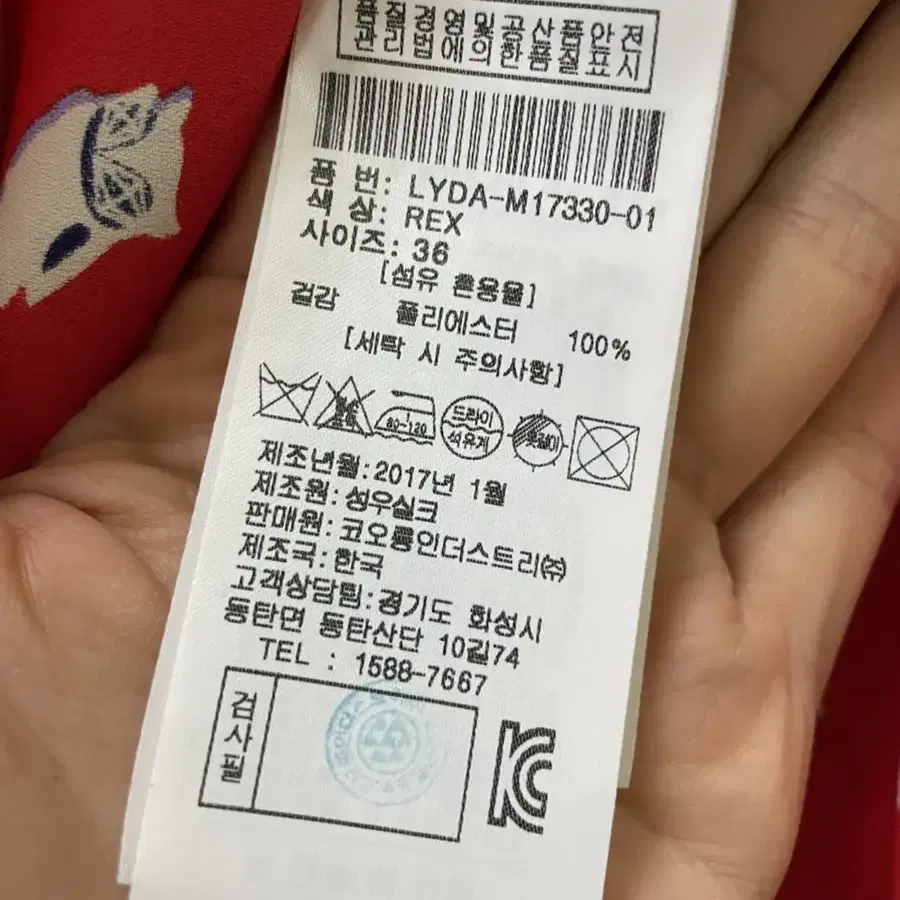 품질경영및공산품안전
관리법에의한품질표시
품 번: LYDA-M17330-01
색 상: REX
사이즈: 36
[섬유 혼용율]
겉감 폴리에스터 100%
[세탁 시 주의사항]
80~120
드라이
석유계
옷걸이
제조년월:2017년 1월
제조원:성우실크
판매원:코오롱인더스트리㈜
제조국:한국
고객상담팀:경기도 화성시
동탄면 동탄산단 10길74
TEL : 1588-7667
검사필